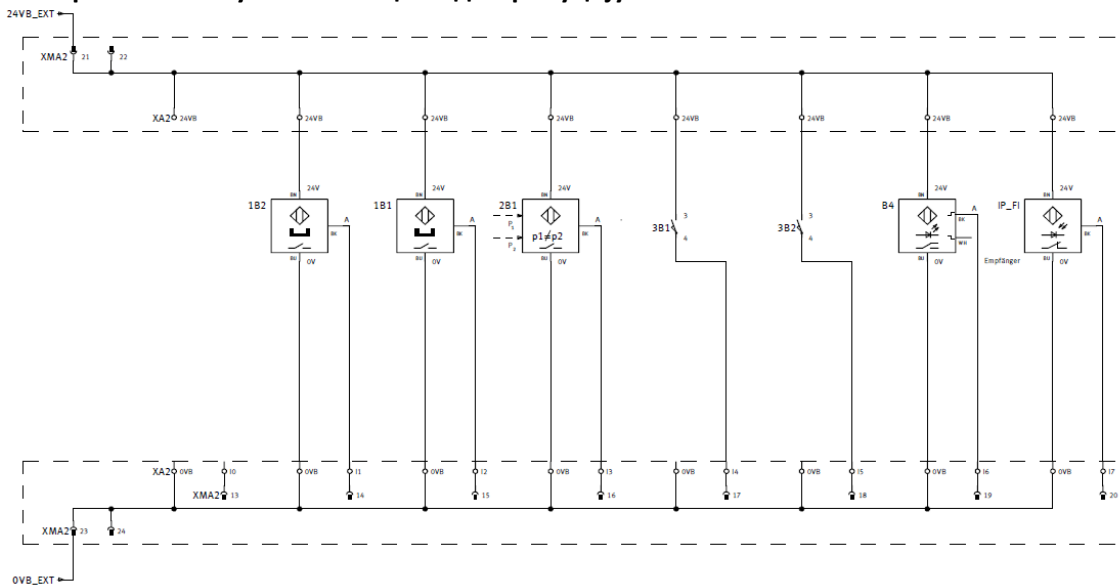 24VB_EXT
XMA2 21 22
XA2 24VB 24VB 24VB 24VB 24VB 24VB 24VB 24VB
BN 24V BN 24V BN 24V BN 24V BN 24V
1B2 1B1 2B1 B4 IP_FI
A A A A A
P1 3 3
BK BK p1≠p2 BK 3B1 3B2 BK BK
P2 4 4 WH
BU 0V BU 0V BU 0V BU 0V Empfänger BU 0V
XA2 0VB I0 0VB I1 0VB I2 0VB I3 0VB I4 0VB I5 0VB I6 0VB I7
XMA2 13 14 15 16 17 18 19 20
XMA2 23 24
0VB_EXT